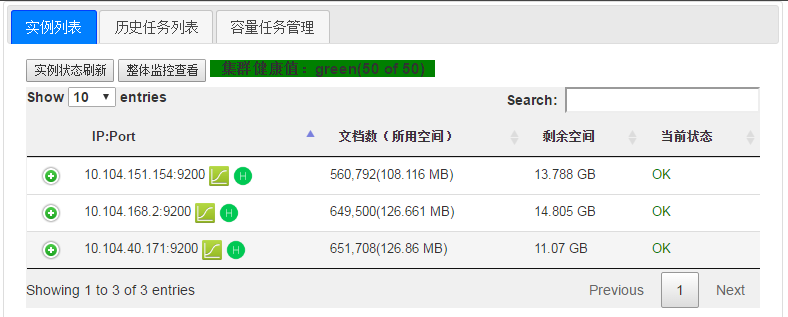 实例列表 历史任务列表 容量任务管理
实例状态刷新 整体监控查看 集群健康值：green(50 of 50)
Show 10 entries Search:
IP:Port 文档数（所用空间） 剩余空间 当前状态
10.104.151.154:9200 H 560,792(108.116 MB) 13.788 GB OK
10.104.168.2:9200 H 649,500(126.661 MB) 14.805 GB OK
10.104.40.171:9200 H 651,708(126.86 MB) 11.07 GB OK
Showing 1 to 3 of 3 entries Previous 1 Next